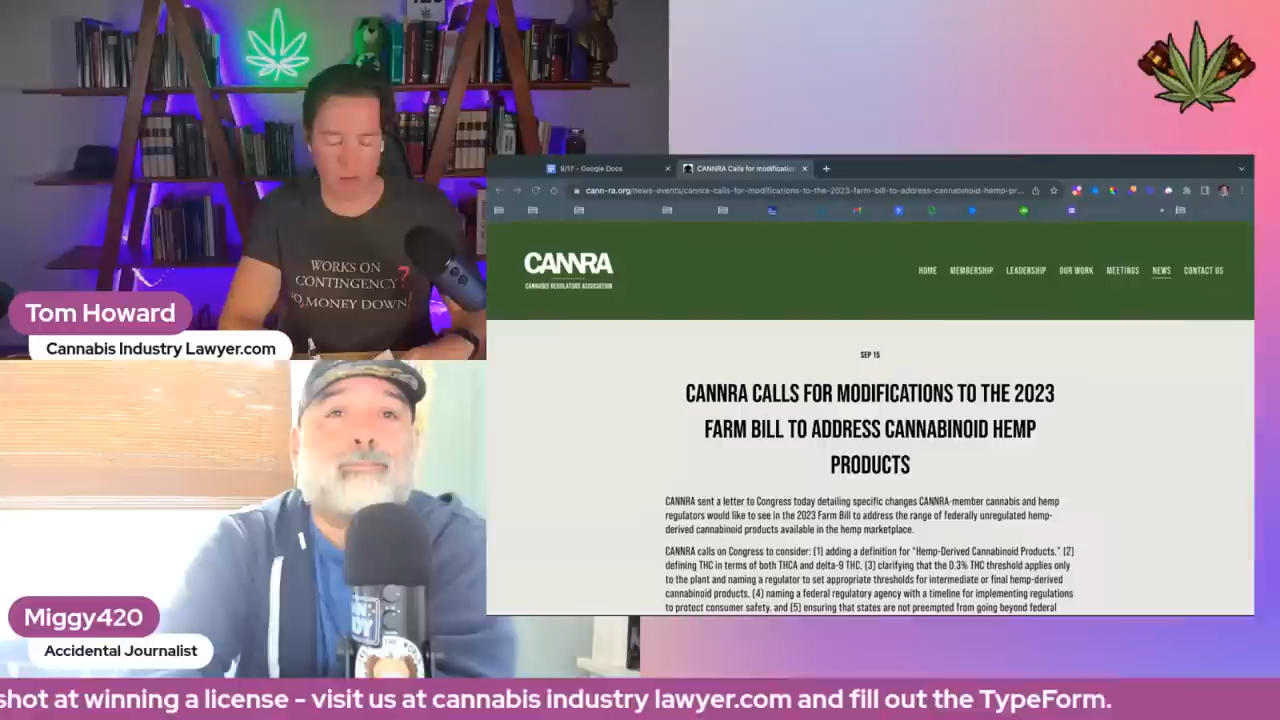 WORKS ON
CONTINGENCY?
NO, MONEY DOWN!
Tom Howard
Cannabis Industry Lawyer.com
Miggy420
Accidental Journalist
9/17 - Google Docs
CANNRA Calls for modification
cann-ra.org/news-events/cannra-calls-for-modifications-to-the-2023-farm-bill-to-address-cannabinoid-hemp-pr...
CANNRA
CANNABIS REGULATORS ASSOCIATION
HOME MEMBERSHIP LEADERSHIP OUR WORK MEETINGS NEWS CONTACT US
SEP 15
CANNRA CALLS FOR MODIFICATIONS TO THE 2023
FARM BILL TO ADDRESS CANNABINOID HEMP
PRODUCTS
CANNRA sent a letter to Congress today detailing specific changes CANNRA-member cannabis and hemp
regulators would like to see in the 2023 Farm Bill to address the range of federally unregulated hemp-
derived cannabinoid products available in the hemp marketplace.
CANNRA calls on Congress to consider: (1) adding a definition for "Hemp-Derived Cannabinoid Products," (2)
defining THC in terms of both THCA and delta-9 THC, (3) clarifying that the 0.3% THC threshold applies only
to the plant and naming a regulator to set appropriate thresholds for intermediate or final hemp-derived
cannabinoid products, (4) naming a federal regulatory agency with a timeline for implementing regulations
to protect consumer safety, and (5) ensuring that states are not preempted from going beyond federal
shot at winning a license - visit us at cannabis industry lawyer.com and fill out the TypeForm.